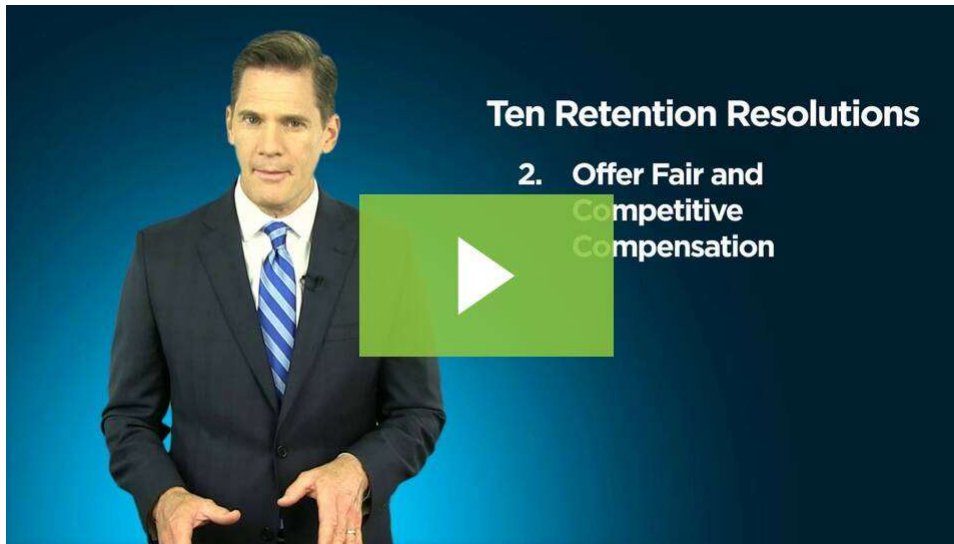 Ten Retention Resolutions
2. Offer Fair and
Competitive
Compensation